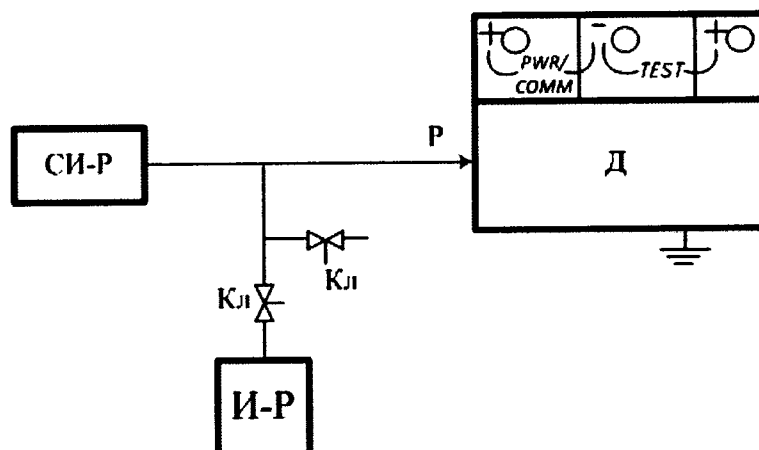 + - +
PWR/ TEST
COMM
P
СИ-Р
Д
Кл
Кл
И-Р